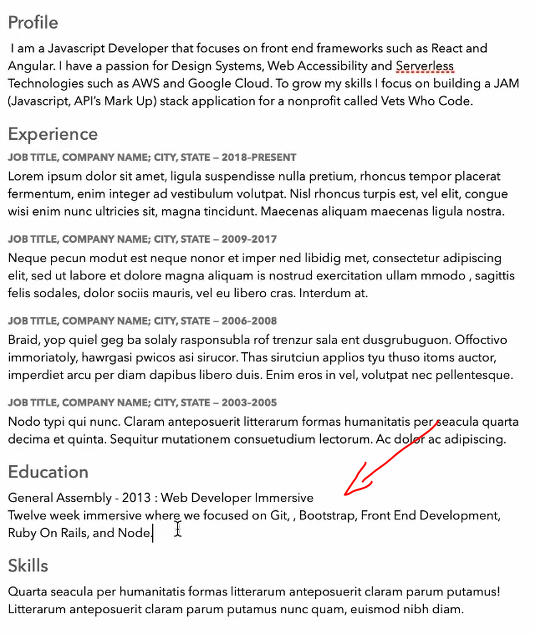 Profile
I am a Javascript Developer that focuses on front end frameworks such as React and
Angular. I have a passion for Design Systems, Web Accessibility and Serverless
Technologies such as AWS and Google Cloud. To grow my skills I focus on building a JAM
(Javascript, API's Mark Up) stack application for a nonprofit called Vets Who Code.
Experience
JOB TITLE, COMPANY NAME; CITY, STATE – 2018–PRESENT
Lorem ipsum dolor sit amet, ligula suspendisse nulla pretium, rhoncus tempor placerat
fermentum, enim integer ad vestibulum volutpat. Nisl rhoncus turpis est, vel elit, congue
wisi enim nunc ultricies sit, magna tincidunt. Maecenas aliquam maecenas ligula nostra.
JOB TITLE, COMPANY NAME; CITY, STATE – 2009-2017
Neque pecun modut est neque nonor et imper ned libidig met, consectetur adipiscing
elit, sed ut labore et dolore magna aliquam is nostrud exercitation ullam mmodo , sagittis
felis sodales, dolor sociis mauris, vel eu libero cras. Interdum at.
JOB TITLE, COMPANY NAME; CITY, STATE – 2006–2008
Braid, yop quiel geg ba solaly rasponsubla rof trenzur sala ent dusgrubuguon. Offoctivo
immoriatoly, hawrgasi pwicos asi sirucor. Thas sirutciun applios tyu thuso itoms auctor,
imperdiet arcu per diam dapibus libero duis. Enim eros in vel, volutpat nec pellentesque.
JOB TITLE, COMPANY NAME; CITY, STATE – 2003-2005
Nodo typi qui nunc. Claram anteposuerit litterarum formas humanitatis per seacula quarta
decima et quinta. Sequitur mutationem consuetudium lectorum. Ac dolor ac adipiscing.
Education
General Assembly - 2013 : Web Developer Immersive
Twelve week immersive where we focused on Git, , Bootstrap, Front End Development,
Ruby On Rails, and Node.
Skills
Quarta seacula per humanitatis formas litterarum anteposuerit claram parum putamus!
Litterarum anteposuerit claram parum putamus nunc quam, euismod nibh diam.